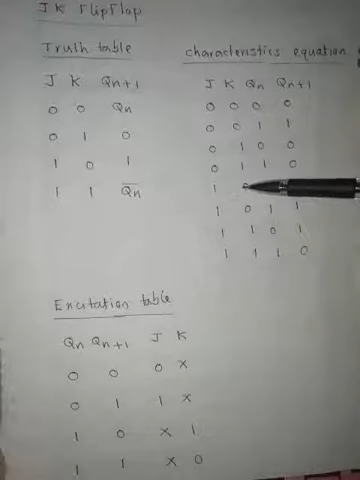 JK FlipFlop
Truth table
J K Qn+1
0 0 Qn
0 1 0
1 0 1
1 1 Q̅n
characteristics equation
J K Qn Qn+1
0 0 0 0
0 0 1 1
0 1 0 0
0 1 1 0
1
1 0 1 1
1 1 0 1
1 1 1 0
Excitation table
Qn Qn+1 J K
0 0 0 X
0 1 1 X
1 0 X 1
1 1 X 0